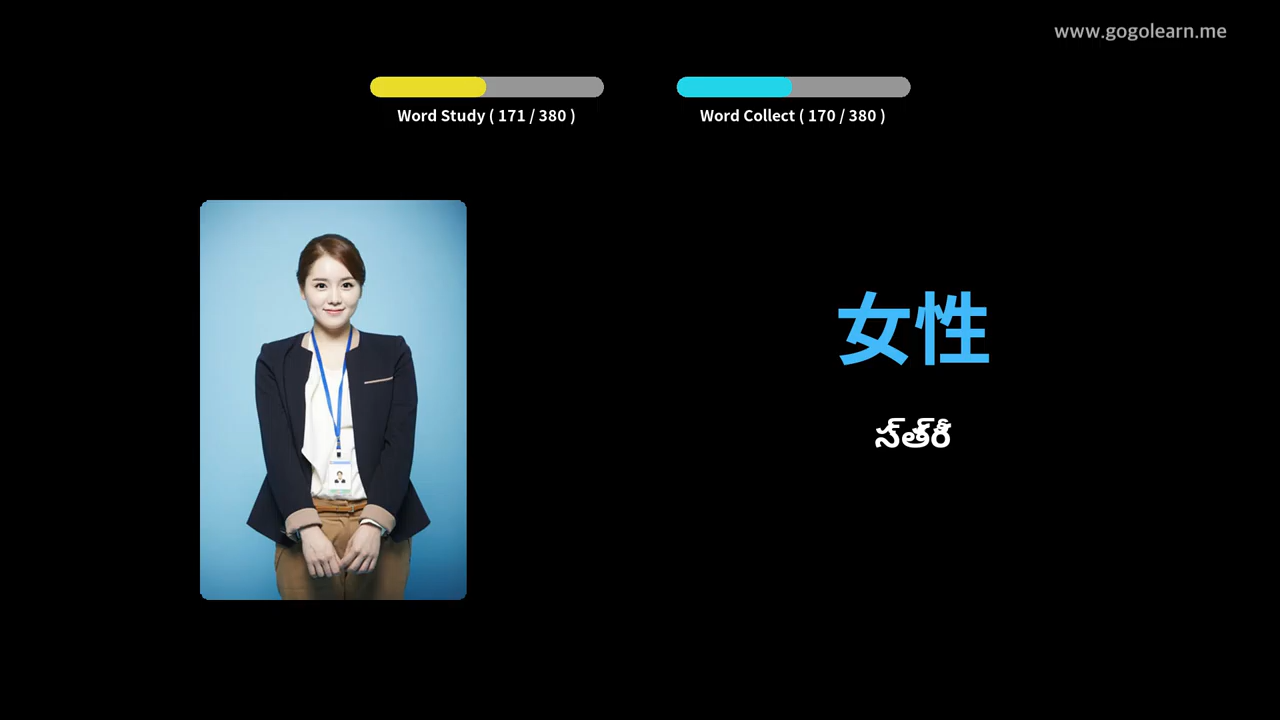 www.gogolearn.me
Word Study ( 171 / 380 )
Word Collect ( 170 / 380 )
女性
స్త్రీ